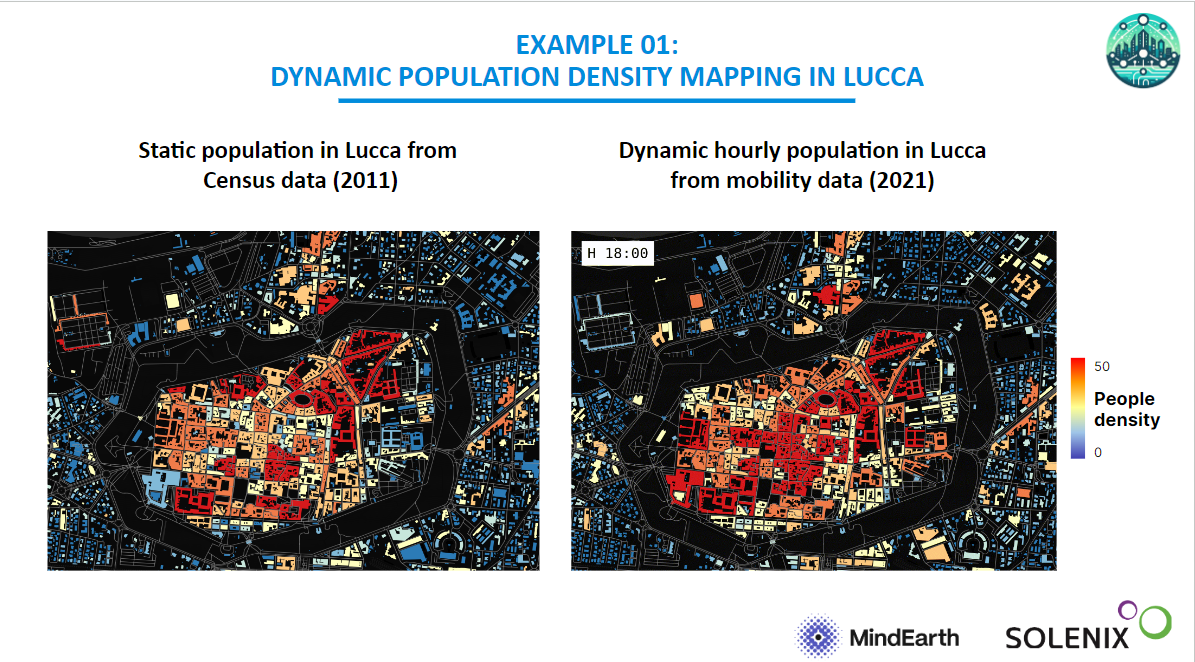 EXAMPLE 01:
DYNAMIC POPULATION DENSITY MAPPING IN LUCCA
Static population in Lucca from
Census data (2011)
Dynamic hourly population in Lucca
from mobility data (2021)
H 18:00
50
People
density
0
MindEarth
SOLENIX